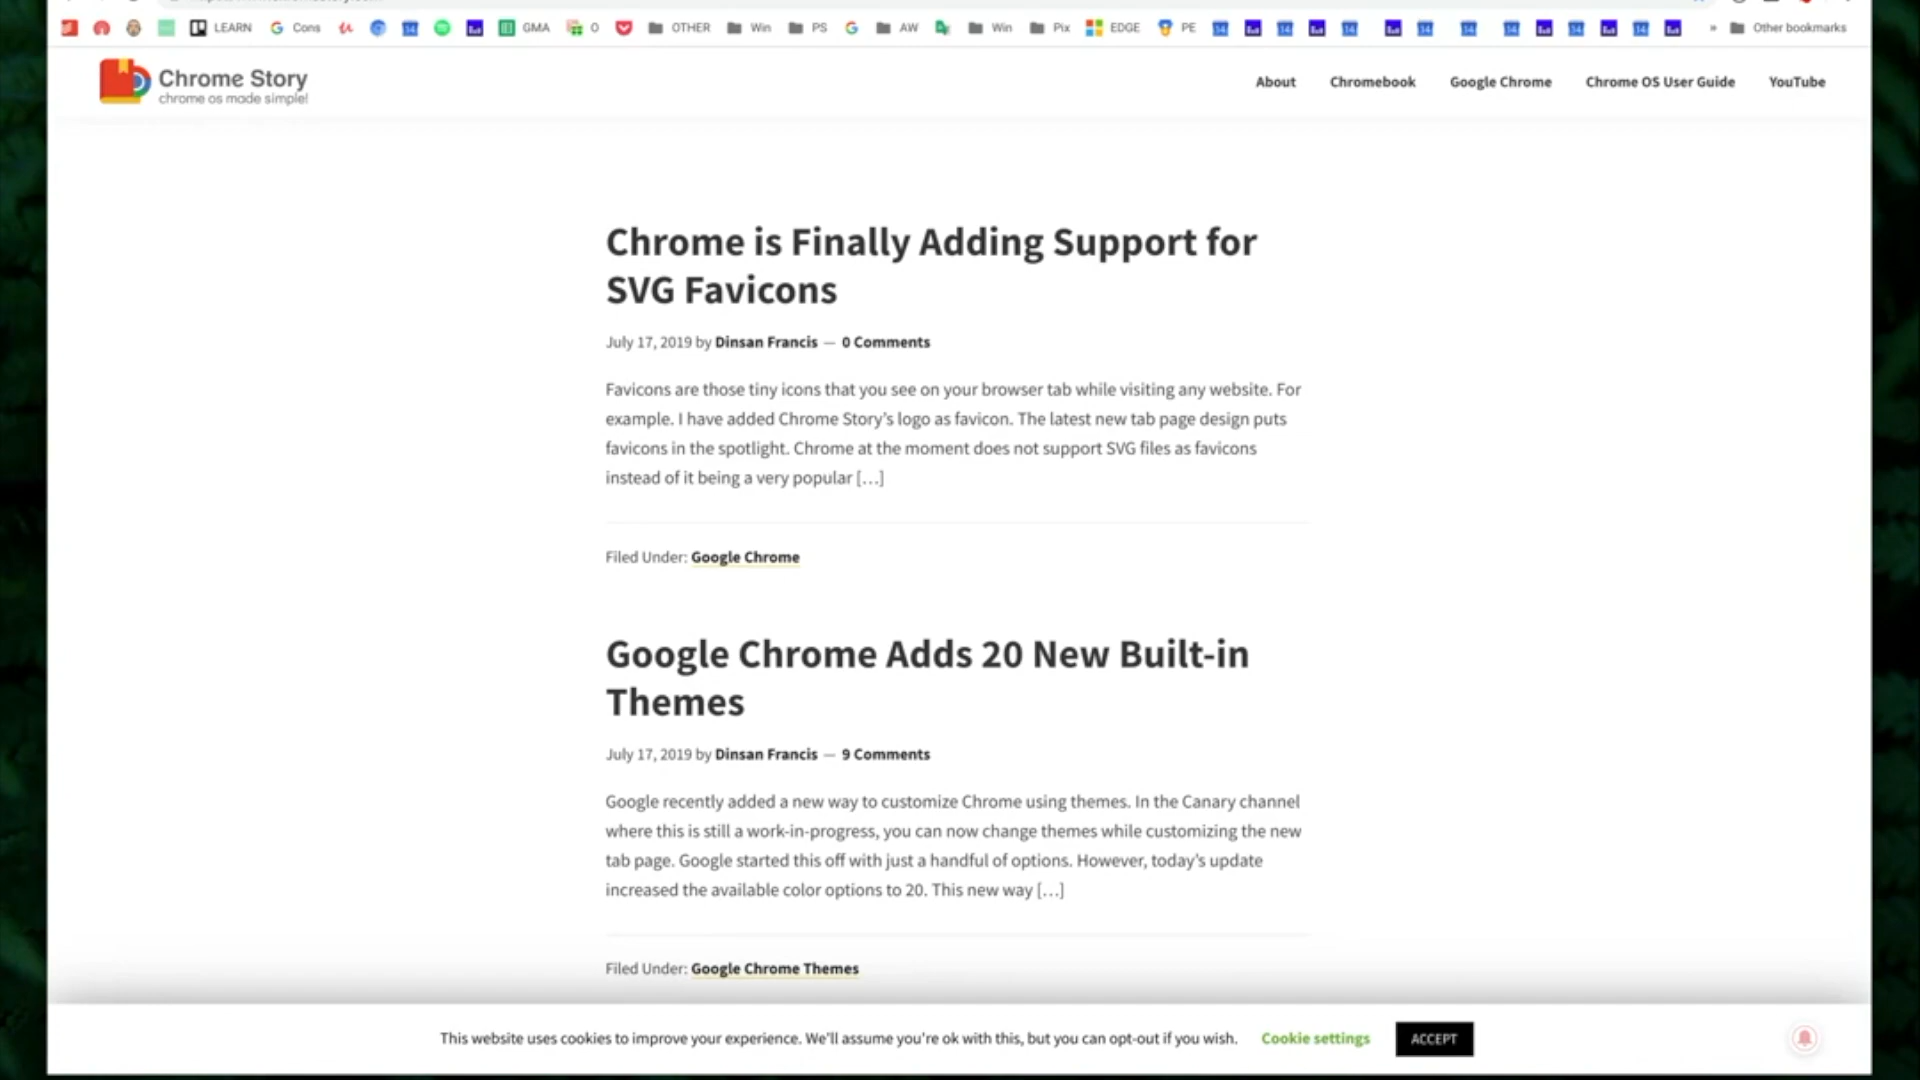 LEARN Cons GMA O OTHER Win PS AW Win Pix EDGE PE » Other bookmarks
Chrome Story
chrome os made simple!
About Chromebook Google Chrome Chrome OS User Guide YouTube
Chrome is Finally Adding Support for
SVG Favicons
July 17, 2019 by Dinsan Francis — 0 Comments
Favicons are those tiny icons that you see on your browser tab while visiting any website. For
example. I have added Chrome Story’s logo as favicon. The latest new tab page design puts
favicons in the spotlight. Chrome at the moment does not support SVG files as favicons
instead of it being a very popular […]
Filed Under: Google Chrome
Google Chrome Adds 20 New Built-in
Themes
July 17, 2019 by Dinsan Francis — 9 Comments
Google recently added a new way to customize Chrome using themes. In the Canary channel
where this is still a work-in-progress, you can now change themes while customizing the new
tab page. Google started this off with just a handful of options. However, today’s update
increased the available color options to 20. This new way […]
Filed Under: Google Chrome Themes
This website uses cookies to improve your experience. We'll assume you're ok with this, but you can opt-out if you wish. Cookie settings ACCEPT